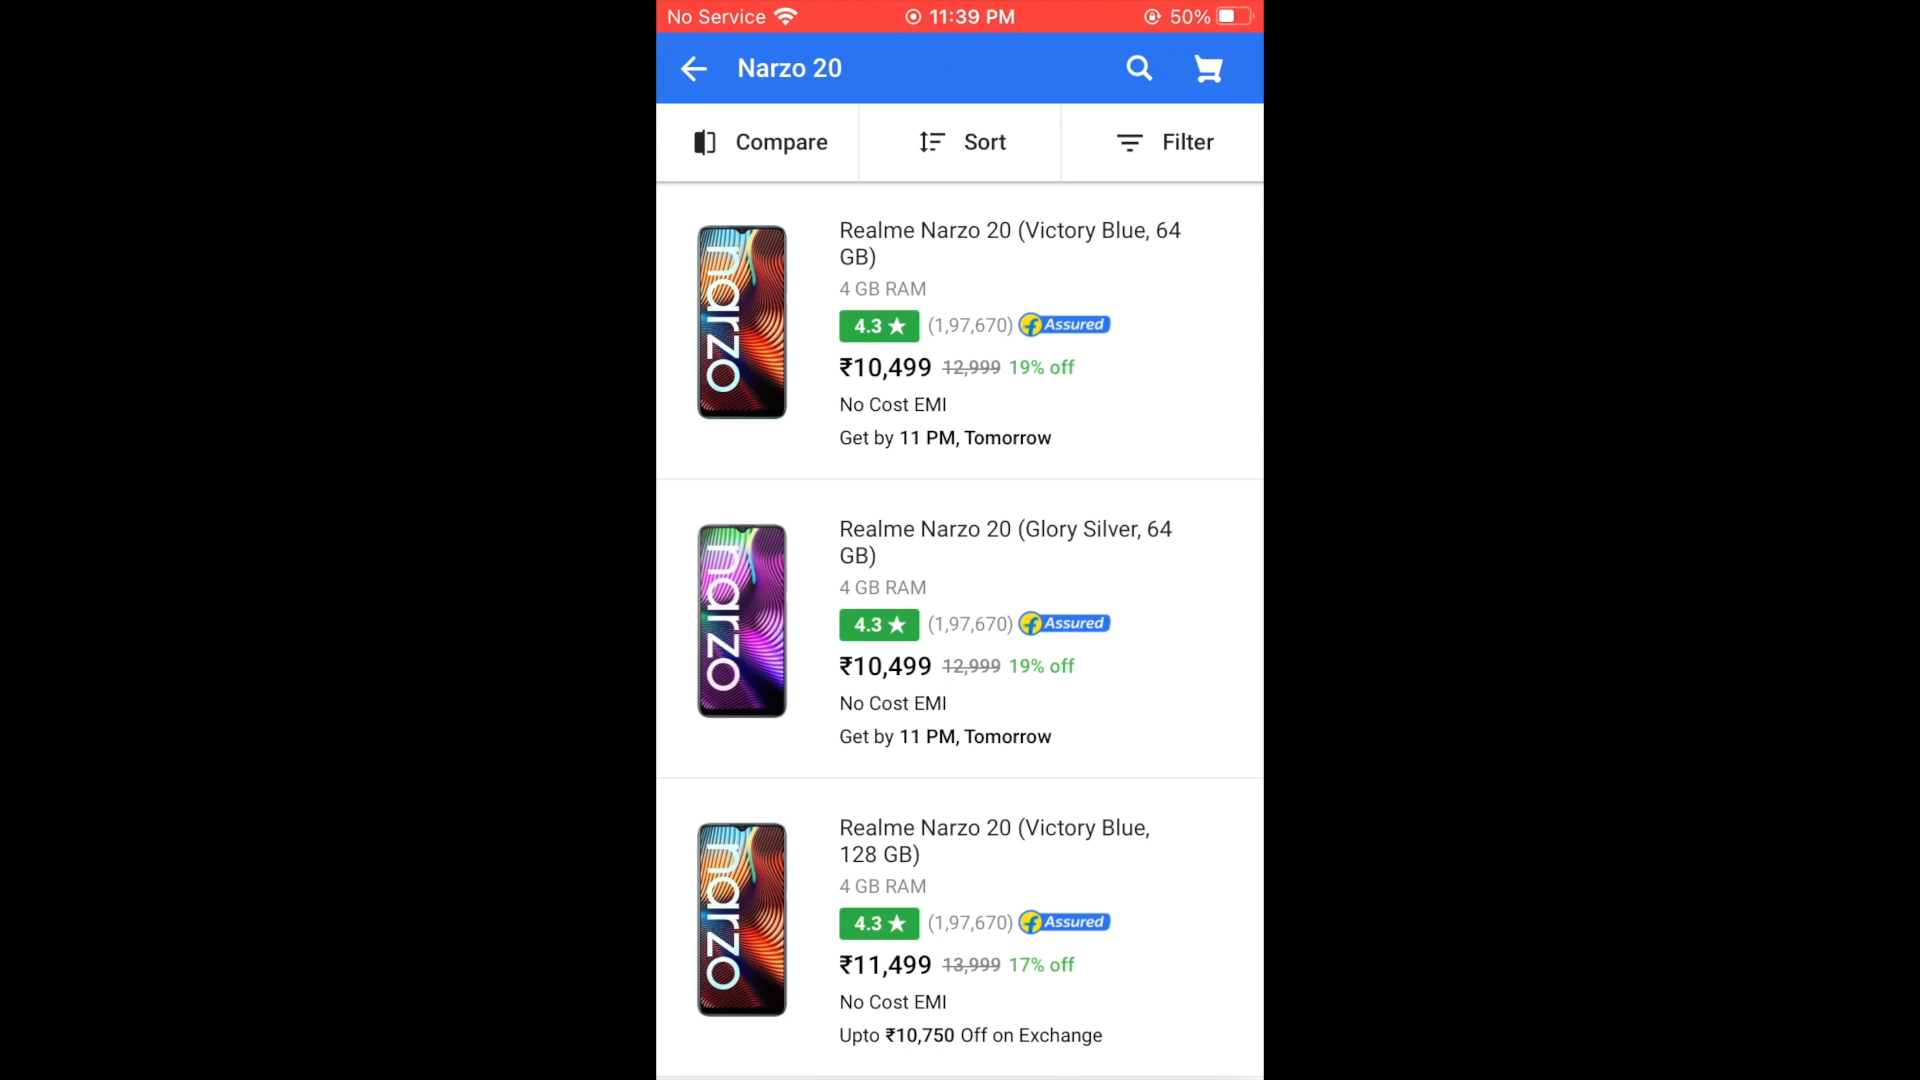 No Service 11:39 PM 50%
Narzo 20
Compare Sort Filter
narzo
Realme Narzo 20 (Victory Blue, 64
GB)
4 GB RAM
4.3 ★ (1,97,670) f Assured
₹10,499 12,999 19% off
No Cost EMI
Get by 11 PM, Tomorrow
narzo
Realme Narzo 20 (Glory Silver, 64
GB)
4 GB RAM
4.3 ★ (1,97,670) f Assured
₹10,499 12,999 19% off
No Cost EMI
Get by 11 PM, Tomorrow
narzo
Realme Narzo 20 (Victory Blue,
128 GB)
4 GB RAM
4.3 ★ (1,97,670) f Assured
₹11,499 13,999 17% off
No Cost EMI
Upto ₹10,750 Off on Exchange